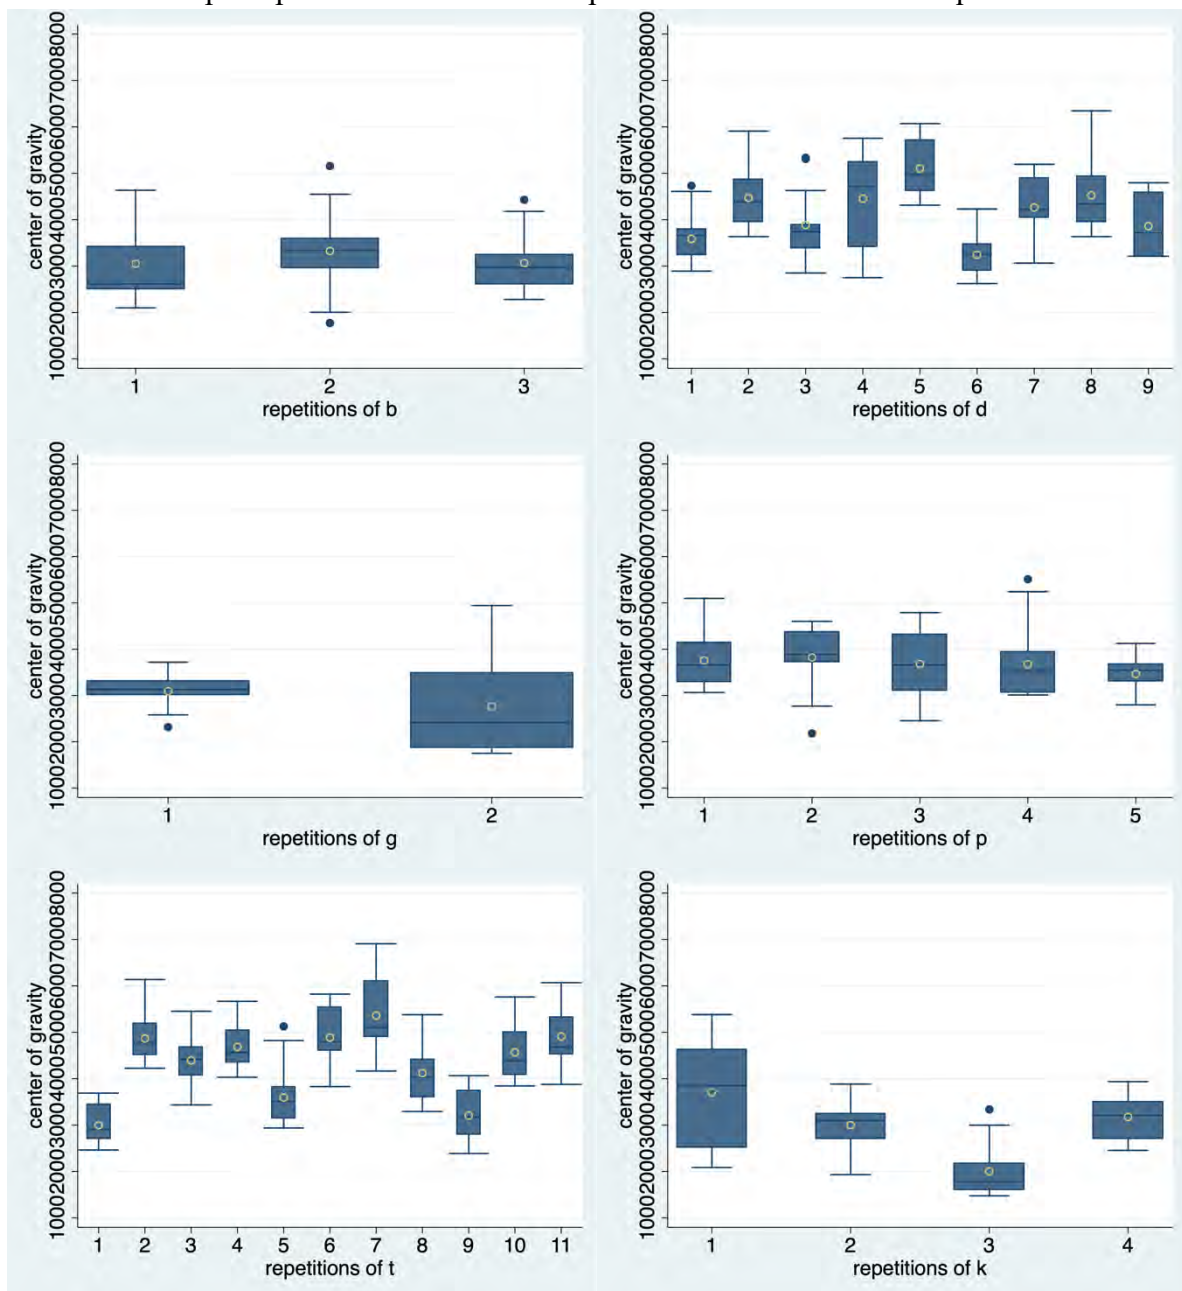 center of gravity
10002000300040005000600070008000
1 2 3
repetitions of b
center of gravity
10002000300040005000600070008000
1 2 3 4 5 6 7 8 9
repetitions of d
center of gravity
10002000300040005000600070008000
1 2
repetitions of g
center of gravity
10002000300040005000600070008000
1 2 3 4 5
repetitions of p
center of gravity
10002000300040005000600070008000
1 2 3 4 5 6 7 8 9 10 11
repetitions of t
center of gravity
10002000300040005000600070008000
1 2 3 4
repetitions of k